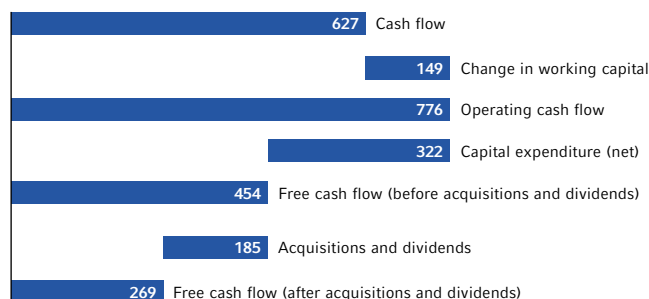 627 Cash flow
149 Change in working capital
776 Operating cash flow
322 Capital expenditure (net)
454 Free cash flow (before acquisitions and dividends)
185 Acquisitions and dividends
269 Free cash flow (after acquisitions and dividends)